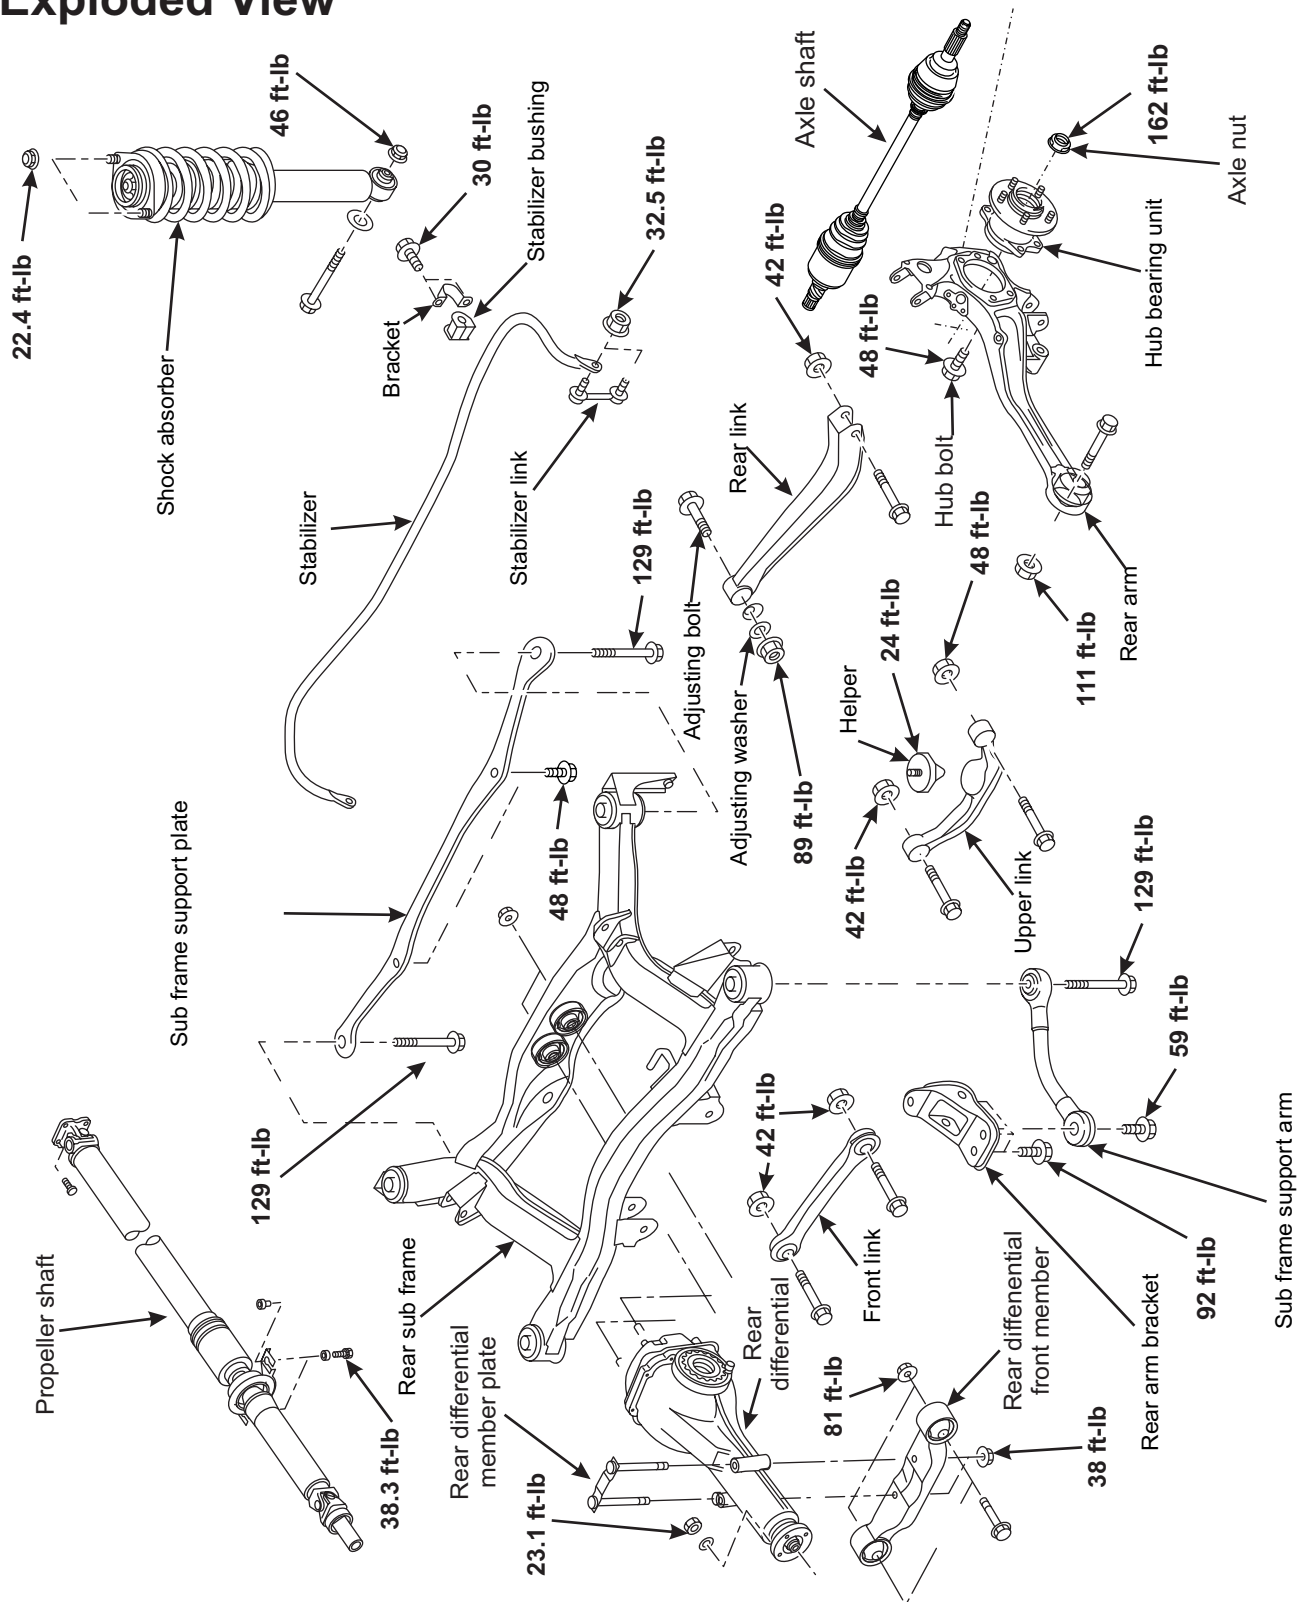 Exploded View
22.4 ft-lb
46 ft-lb
30 ft-lb
Shock absorber
Bracket
Stabilizer bushing
32.5 ft-lb
Stabilizer
Stabilizer link
129 ft-lb
Sub frame support plate
48 ft-lb
129 ft-lb
Propeller shaft
38.3 ft-lb
Axle shaft
162 ft-lb
Axle nut
Hub bearing unit
42 ft-lb
48 ft-lb
Hub bolt
Rear link
Adjusting bolt
Adjusting washer
89 ft-lb
48 ft-lb
111 ft-lb
Rear arm
24 ft-lb
Helper
42 ft-lb
Upper link
129 ft-lb
59 ft-lb
Sub frame support arm
92 ft-lb
Rear arm bracket
42 ft-lb
Front link
Rear sub frame
Rear differential
member plate
23.1 ft-lb
Rear
differential
81 ft-lb
Rear diffenential
front member
38 ft-lb